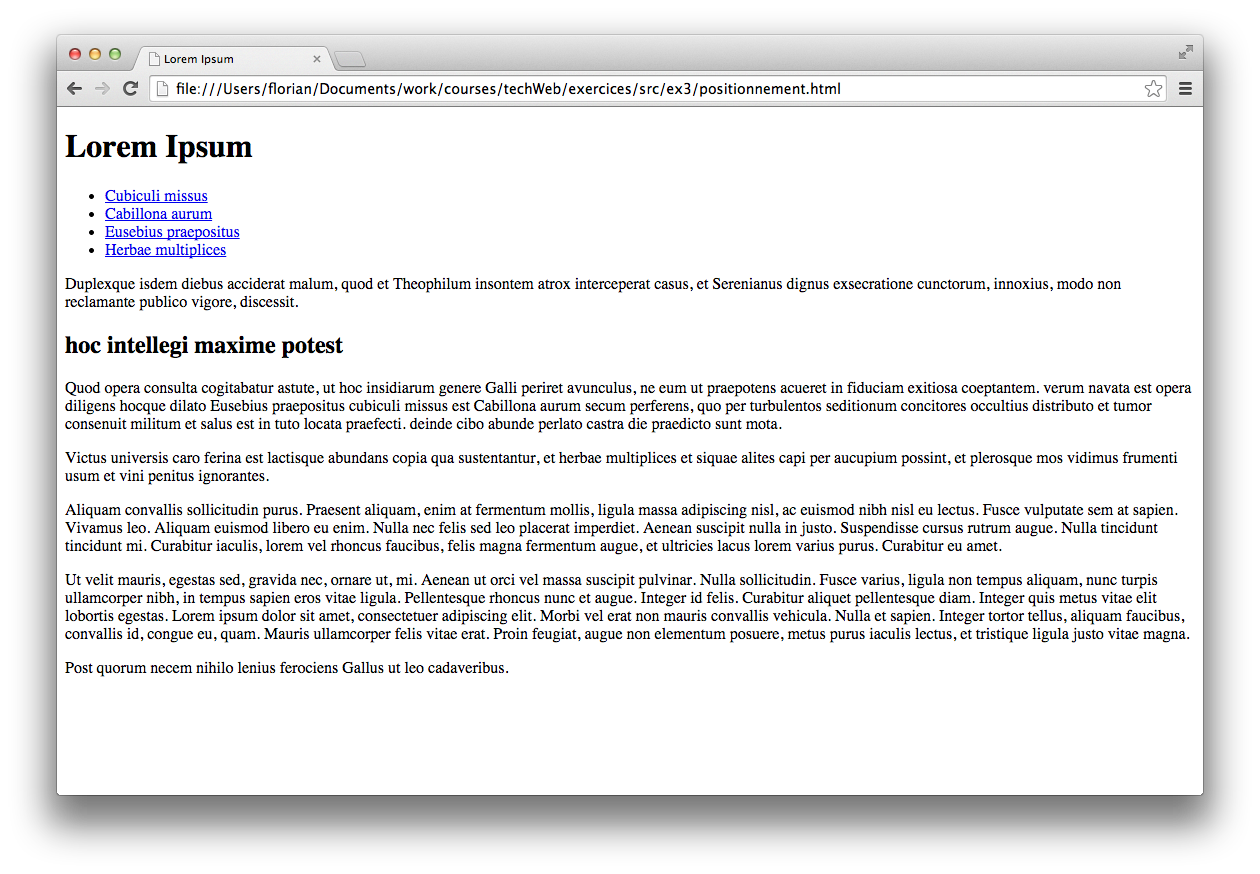 Lorem Ipsum
file:///Users/florian/Documents/work/courses/techWeb/exercices/src/ex3/positionnement.html
Lorem Ipsum
• Cubiculi missus
• Cabillona aurum
• Eusebius praepositus
• Herbae multiplices
Duplexque isdem diebus acciderat malum, quod et Theophilum insontem atrox interceperat casus, et Serenianus dignus exsecratione cunctorum, innoxius, modo non
reclamante publico vigore, discessit.
hoc intellegi maxime potest
Quod opera consulta cogitabatur astute, ut hoc insidiarum genere Galli periret avunculus, ne eum ut praepotens acueret in fiduciam exitiosa coeptantem. verum navata est opera
diligens hocque dilato Eusebius praepositus cubiculi missus est Cabillona aurum secum perferens, quo per turbulentos seditionum concitores occultius distributo et tumor
consenuit militum et salus est in tuto locata praefecti. deinde cibo abunde perlato castra die praedicto sunt mota.
Victus universis caro ferina est lactisque abundans copia qua sustentantur, et herbae multiplices et siquae alites capi per aucupium possint, et plerosque mos vidimus frumenti
usum et vini penitus ignorantes.
Aliquam convallis sollicitudin purus. Praesent aliquam, enim at fermentum mollis, ligula massa adipiscing nisl, ac euismod nibh nisl eu lectus. Fusce vulputate sem at sapien.
Vivamus leo. Aliquam euismod libero eu enim. Nulla nec felis sed leo placerat imperdiet. Aenean suscipit nulla in justo. Suspendisse cursus rutrum augue. Nulla tincidunt
tincidunt mi. Curabitur iaculis, lorem vel rhoncus faucibus, felis magna fermentum augue, et ultricies lacus lorem varius purus. Curabitur eu amet.
Ut velit mauris, egestas sed, gravida nec, ornare ut, mi. Aenean ut orci vel massa suscipit pulvinar. Nulla sollicitudin. Fusce varius, ligula non tempus aliquam, nunc turpis
ullamcorper nibh, in tempus sapien eros vitae ligula. Pellentesque rhoncus nunc et augue. Integer id felis. Curabitur aliquet pellentesque diam. Integer quis metus vitae elit
lobortis egestas. Lorem ipsum dolor sit amet, consectetuer adipiscing elit. Morbi vel erat non mauris convallis vehicula. Nulla et sapien. Integer tortor tellus, aliquam faucibus,
convallis id, congue eu, quam. Mauris ullamcorper felis vitae erat. Proin feugiat, augue non elementum posuere, metus purus iaculis lectus, et tristique ligula justo vitae magna.
Post quorum necem nihilo lenius ferociens Gallus ut leo cadaveribus.